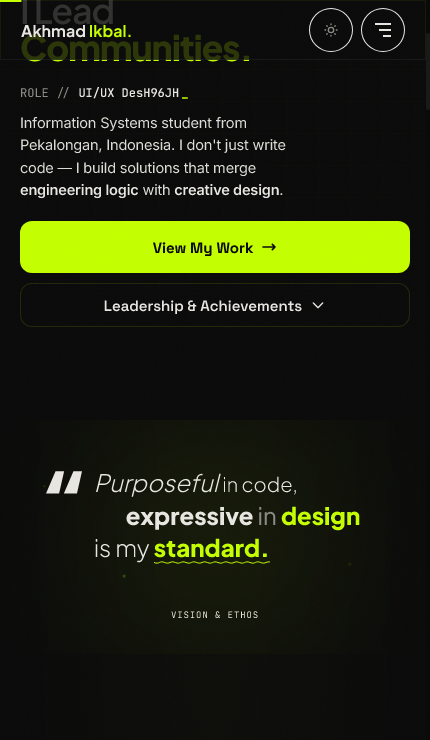 I Lead
Akhmad Ikbal.
Communities.
ROLE // UI/UX DesH96JH_
Information Systems student from
Pekalongan, Indonesia. I don't just write
code — I build solutions that merge
engineering logic with creative design.
View My Work →
Leadership & Achievements
"Purposeful in code,
expressive in design
is my standard.
VISION & ETHOS